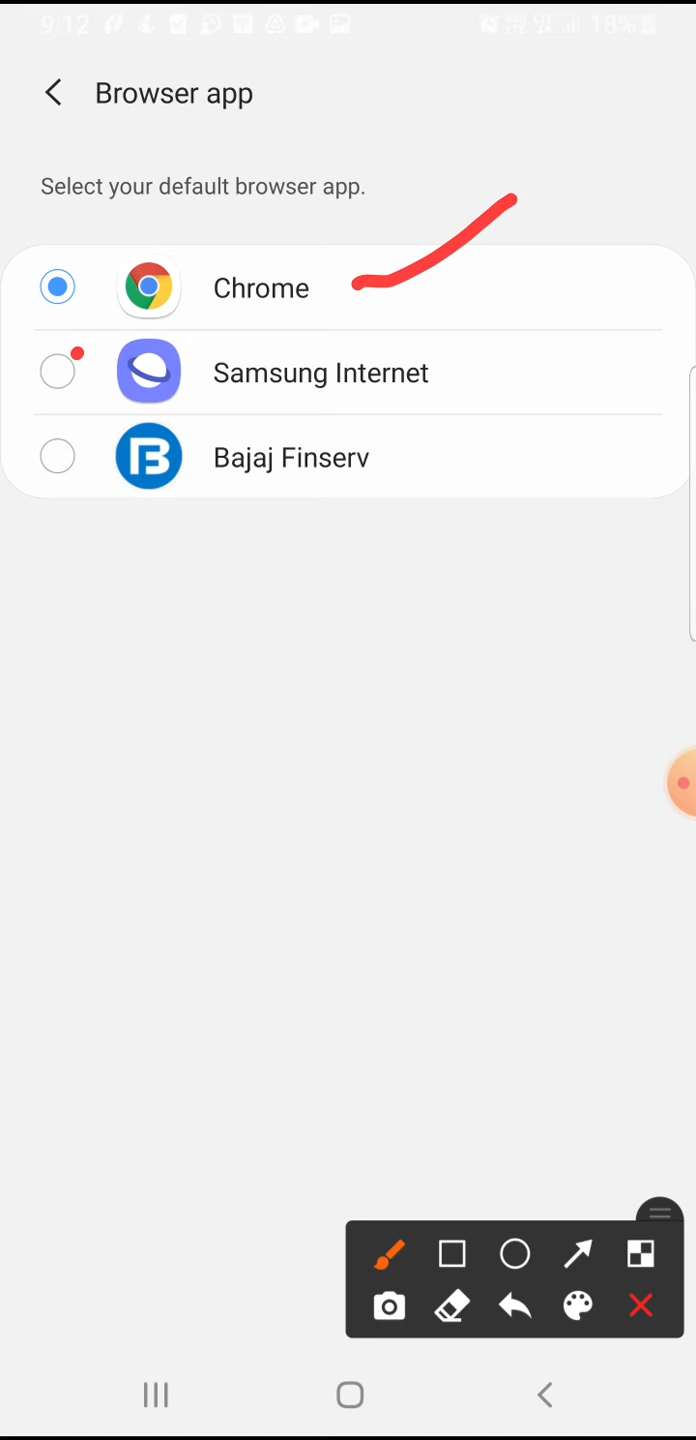 9:12 18%
Browser app
Select your default browser app.
Chrome
Samsung Internet
Bajaj Finserv